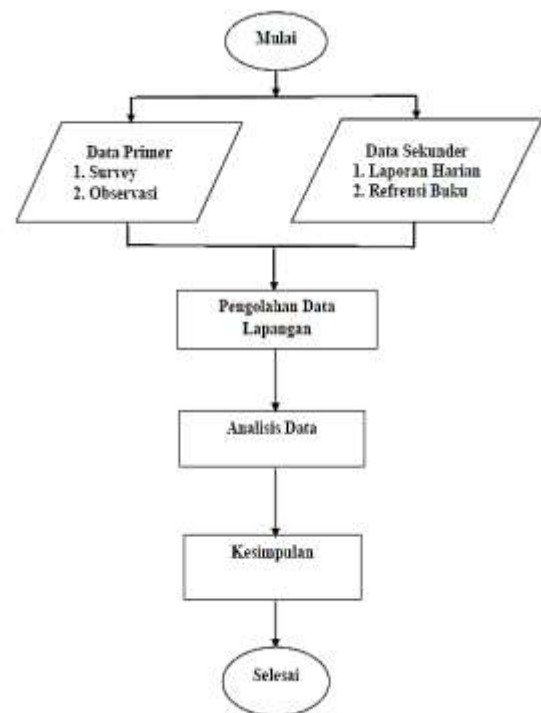 Mulai
Data Primer
1. Survey
2. Observasi
Data Sekunder
1. Laporan Harian
2. Refrensi Buku
Pengolahan Data
Lapangan
Analisis Data
Kesimpulan
Selesai